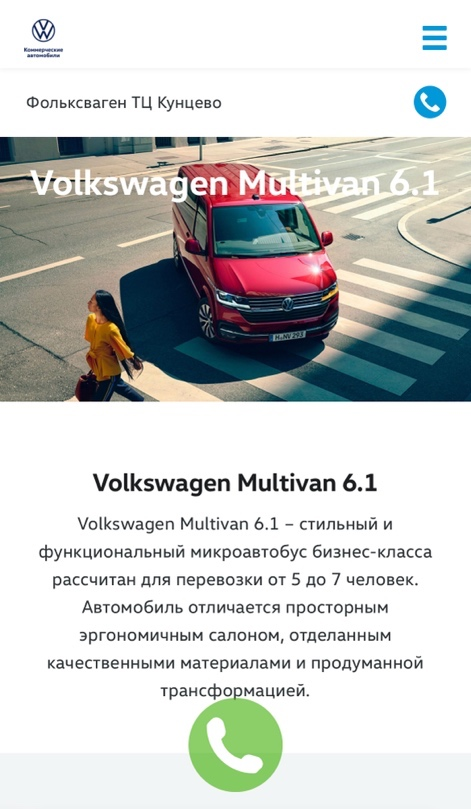 Коммерческие
автомобили
Фольксваген ТЦ Кунцево
Volkswagen Multivan 6.1
H•MV 293
Volkswagen Multivan 6.1
Volkswagen Multivan 6.1 – стильный и
функциональный микроавтобус бизнес-класса
рассчитан для перевозки от 5 до 7 человек.
Автомобиль отличается просторным
эргономичным салоном, отделанным
качественными материалами и продуманной
трансформацией.